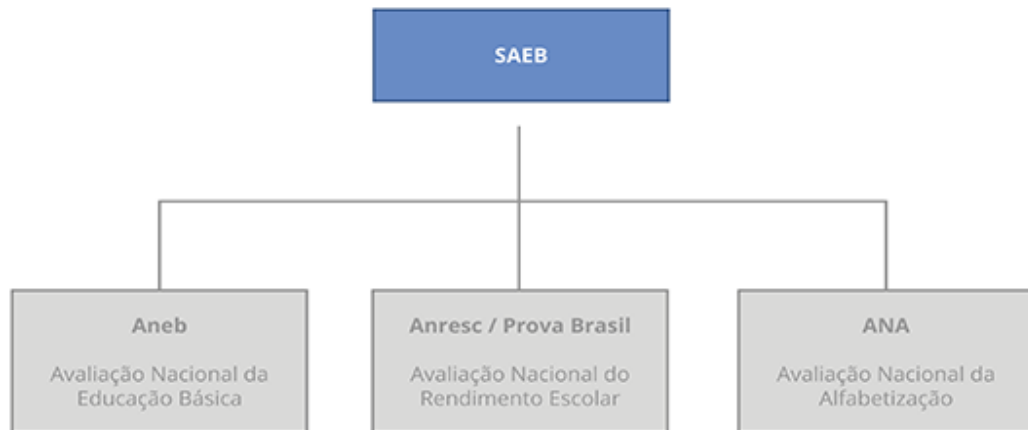 SAEB
Aneb
Avaliação Nacional da
Educação Básica
Anresc / Prova Brasil
Avaliação Nacional do
Rendimento Escolar
ANA
Avaliação Nacional da
Alfabetização